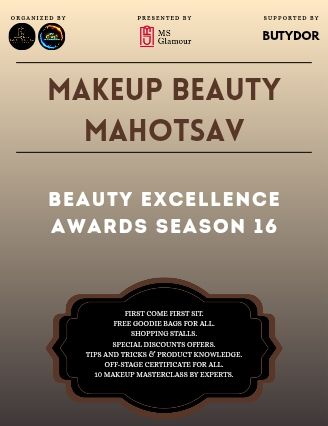 ORGANIZED BY
PRESENTED BY
SUPPORTED BY
MS
Glamour
BUTYDOR
MAKEUP BEAUTY
MAHOTSAV
BEAUTY EXCELLENCE
AWARDS SEASON 16
FIRST COME FIRST SIT.
FREE GOODIE BAGS FOR ALL.
SHOPPING STALLS.
SPECIAL DISCOUNTS OFFERS.
TIPS AND TRICKS & PRODUCT KNOWLEDGE.
OFF-STAGE CERTIFICATE FOR ALL.
10 MAKEUP MASTERCLASS BY EXPERTS.